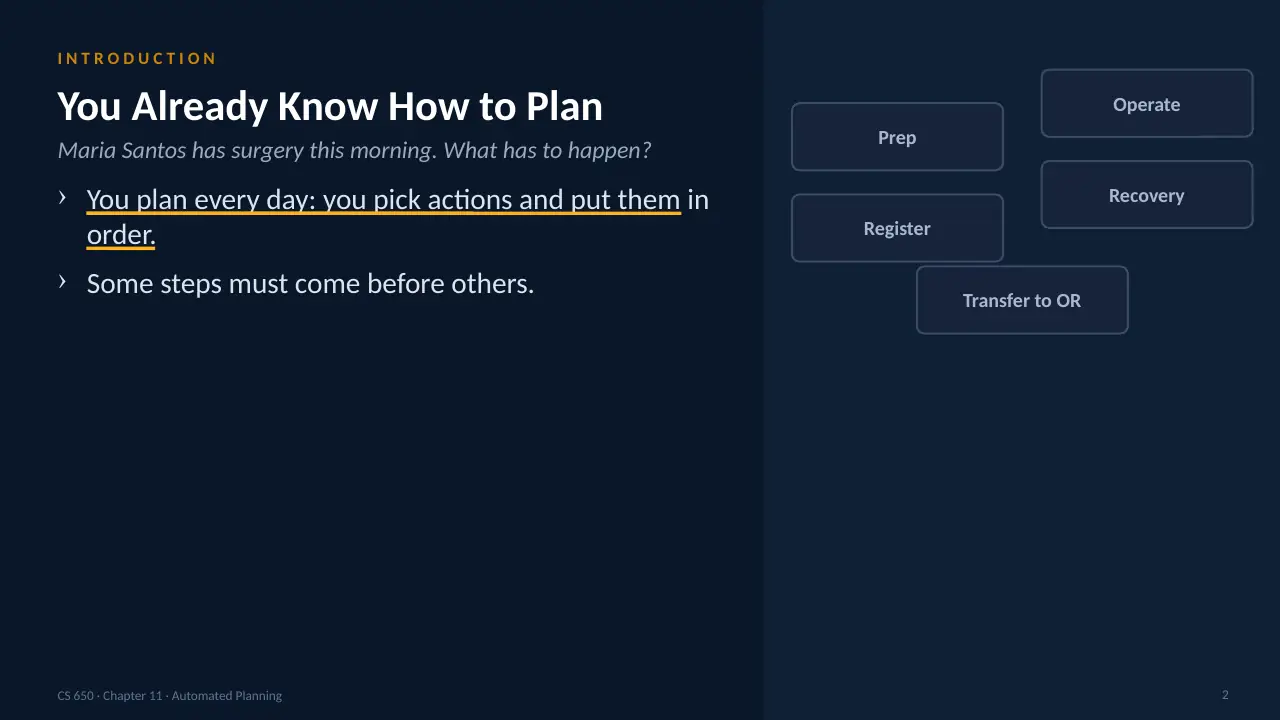 INTRODUCTION
You Already Know How to Plan
Maria Santos has surgery this morning. What has to happen?
› You plan every day: you pick actions and put them in
order.
› Some steps must come before others.
Operate
Prep
Recovery
Register
Transfer to OR
CS 650 · Chapter 11 · Automated Planning
2